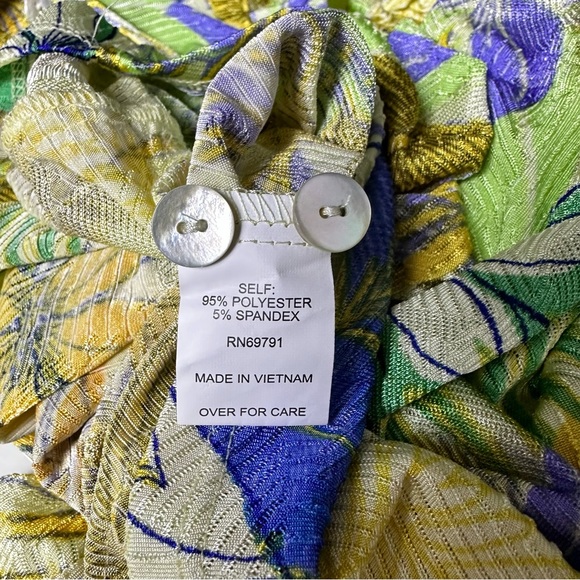 SELF:
95% POLYESTER
5% SPANDEX
RN69791
MADE IN VIETNAM
OVER FOR CARE